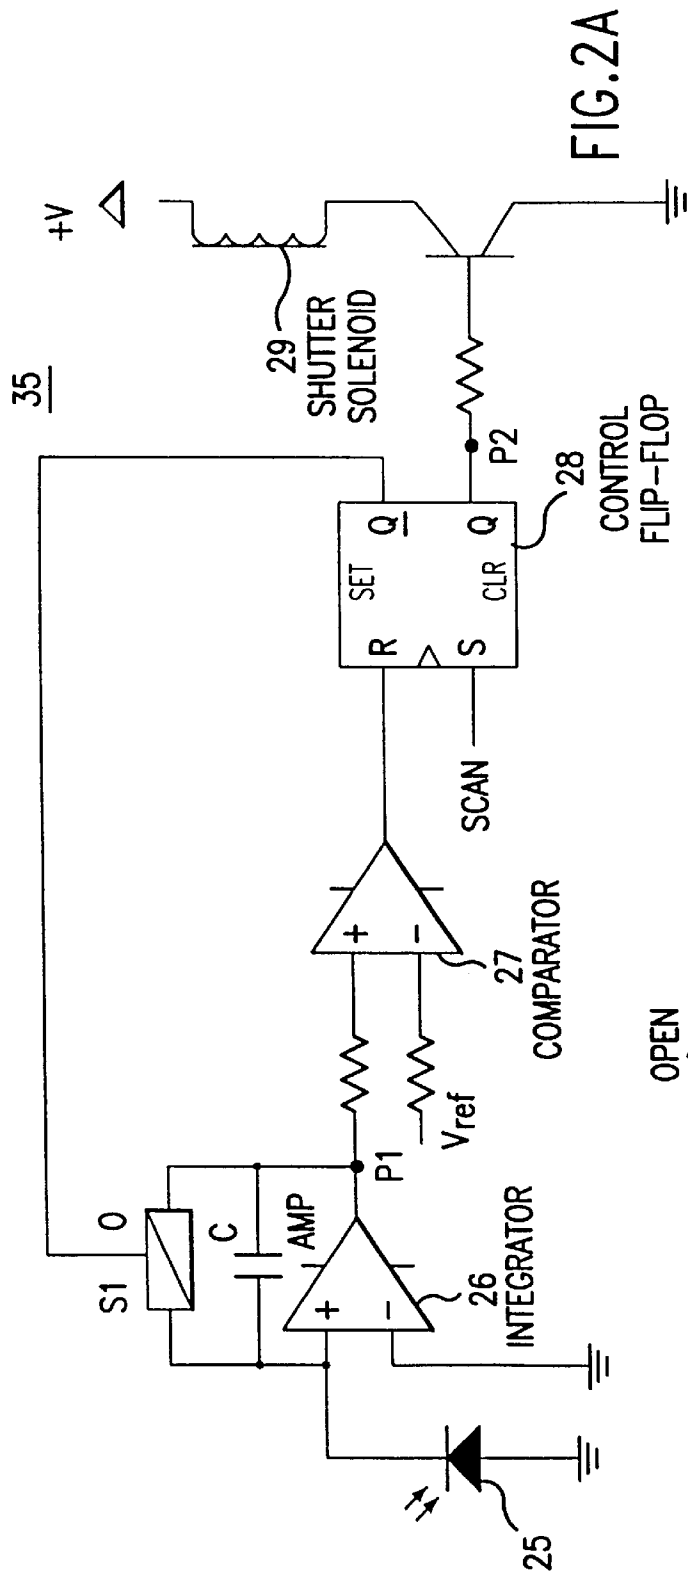 35
+V
29
SHUTTER
SOLENOID
FIG.2A
S1
O
C
AMP
+
−
26
INTEGRATOR
25
P1
Vref
+
−
27
COMPARATOR
SCAN
R
S
SET
CLR
Q
Q
P2
28
CONTROL
FLIP-FLOP
OPEN